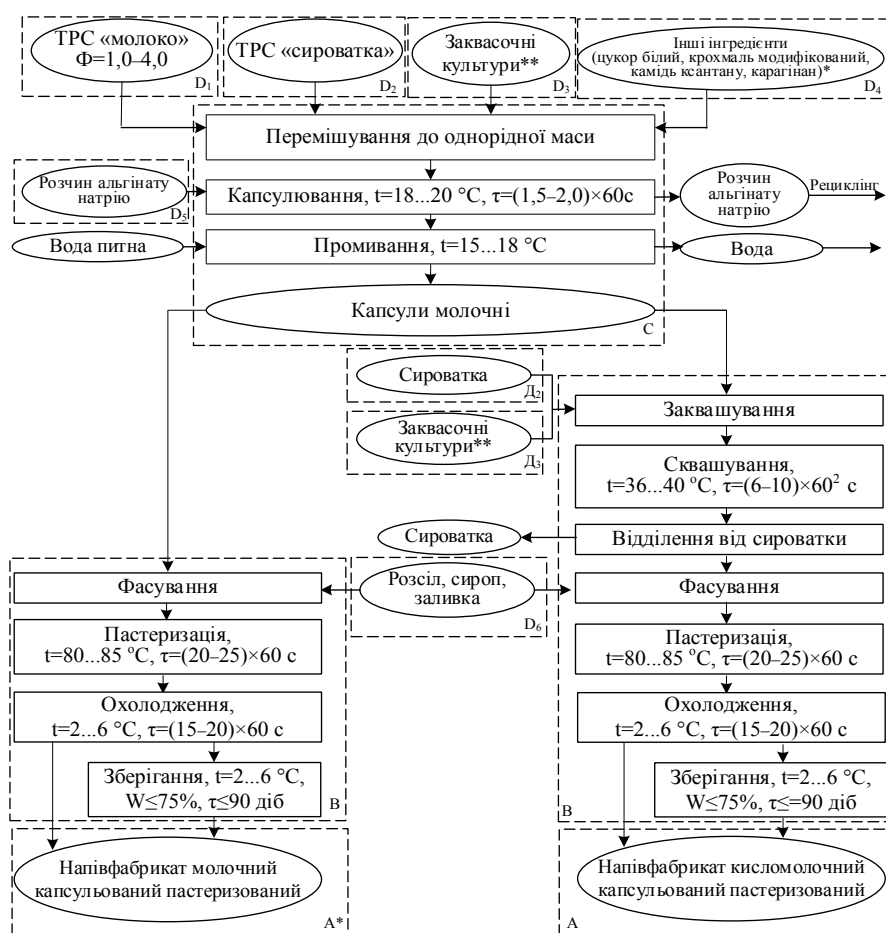 ТРС «молоко»
Ф=1,0–4,0
D₁
ТРС «сироватка»
D₂
Заквасочні
культури**
D₃
Інші інгредієнти
(цукор білий, крохмаль модифікований,
камідь ксантану, карагінан)*
D₄
Перемішування до однорідної маси
Розчин альгінату
натрію
D₅
Капсулювання, t=18...20 °С, τ=(1,5–2,0)×60с
Розчин
альгінату
натрію
Рециклінг
Вода питна
Промивання, t=15...18 °С
Вода
Капсули молочні
C
Сироватка
Д₂
Заквасочні
культури**
Д₃
Заквашування
Сквашування,
t=36...40 °С, τ=(6–10)×60² с
Сироватка
Відділення від сироватки
Фасування
Розсіл, сироп,
заливка
D₆
Фасування
Пастеризація,
t=80...85 °С, τ=(20–25)×60 с
Пастеризація,
t=80...85 °С, τ=(20–25)×60 с
Охолодження,
t=2...6 °С, τ=(15–20)×60 с
Охолодження,
t=2...6 °С, τ=(15–20)×60 с
Зберігання, t=2...6 °С,
W≤75%, τ≤90 діб
B
Зберігання, t=2...6 °С,
W≤75%, τ≤=90 діб
B
Напівфабрикат молочний
капсульований пастеризований
A*
Напівфабрикат кисломолочний
капсульований пастеризований
A